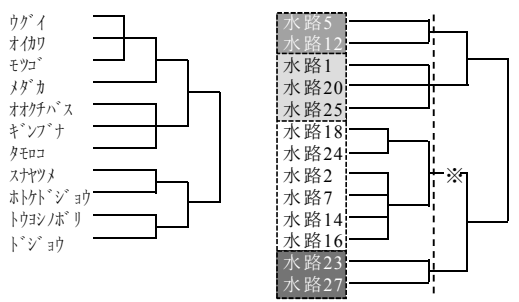 ウグイ
オイカワ
モツゴ
メダカ
オオクチバス
ギンブナ
タモロコ
スナヤツメ
ホトケドジョウ
トウヨシノボリ
ドジョウ
水路5
水路12
水路1
水路20
水路25
水路18
水路24
水路2
水路7
水路14
水路16
水路23
水路27
※